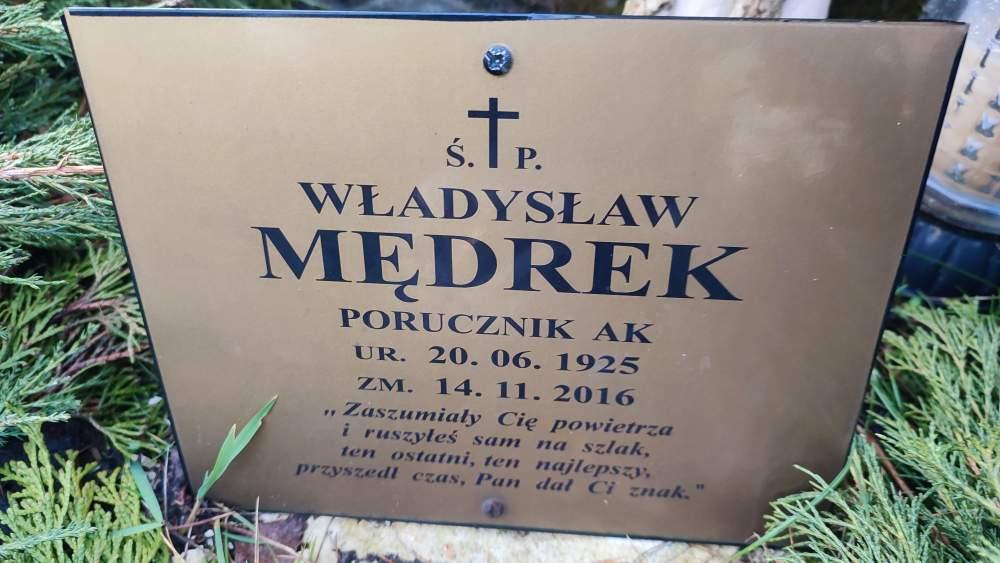 Ś. P.
WŁADYSŁAW
MĘDREK
PORUCZNIK AK
UR. 20. 06. 1925
ZM. 14. 11. 2016
„Zaszumiały Cię powietrza
i ruszyłeś sam na szlak,
ten ostatni, ten najlepszy,
przyszedl czas, Pan dał Ci znak."